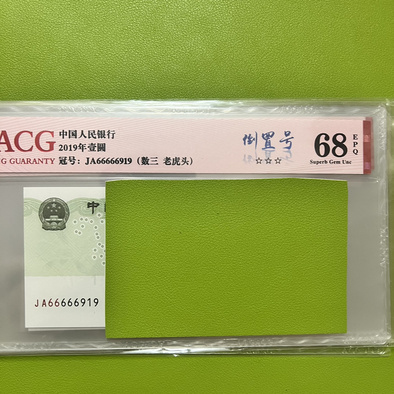 ACG
NG GUARANTY
中国人民银行
2019年壹圆
冠号：JA66666919（数三 老虎头）
倒置号
☆☆☆
68
EPQ
Superb Gem Unc
中
JA66666919